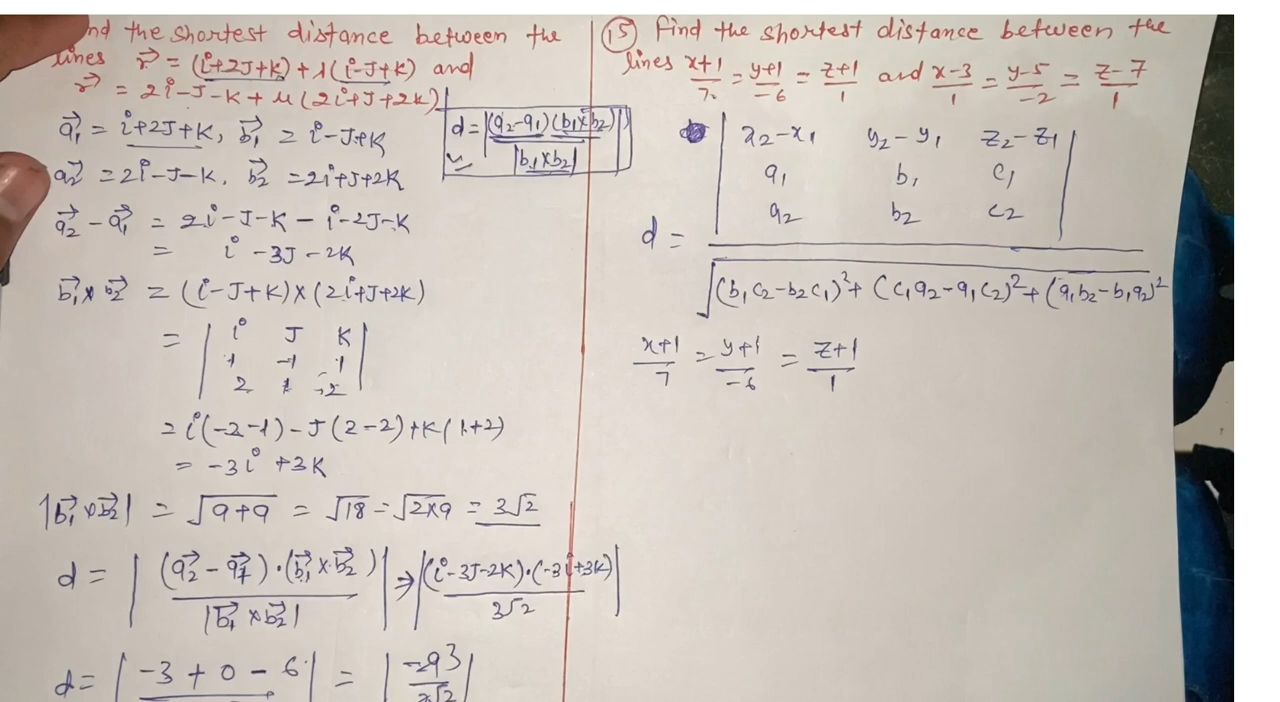 nd the shortest distance between the
lines r⃗ = (i+2J+K) + λ(i-J+K) and
r⃗ = 2i-J-K + μ(2i+J+2K)
a⃗₁ = i+2J+K, b⃗₁ = i-J+K
a⃗₂ = 2i-J-K, b⃗₂ = 2i+J+2K
d = |(a₂-a₁)(b₁×b₂)| / |b₁×b₂|
a⃗₂ - a⃗₁ = 2i-J-K - i-2J-K
= i -3J -2K
b⃗₁ × b⃗₂ = (i-J+K) × (2i+J+2K)
= | i J K |
| 1 -1 1 |
| 2 1 -2 |
= i(-2-1) - J(2-2) + K(1+2)
= -3i +3K
|b⃗₁ × b⃗₂| = √9+9 = √18 = √2×9 = 3√2
d = | (a⃗₂ - a⃗₁)·(b⃗₁ × b⃗₂) / |b⃗₁ × b⃗₂| | ⇒ | (i-3J-2K)·(-3i+3K) / 3√2 |
d = | -3 + 0 - 6 | = | -9 3 / 3√2 |
15 Find the shortest distance between the
lines x+1/7 = y+1/-6 = z+1/1 and x-3/1 = y-5/-2 = z-7/1
| x₂-x₁ y₂-y₁ z₂-z₁ |
| a₁ b₁ c₁ |
| a₂ b₂ c₂ |
d =
√(b₁c₂-b₂c₁)² + (c₁a₂-a₁c₂)² + (a₁b₂-b₁a₂)²
x+1/7 = y+1/-6 = z+1/1